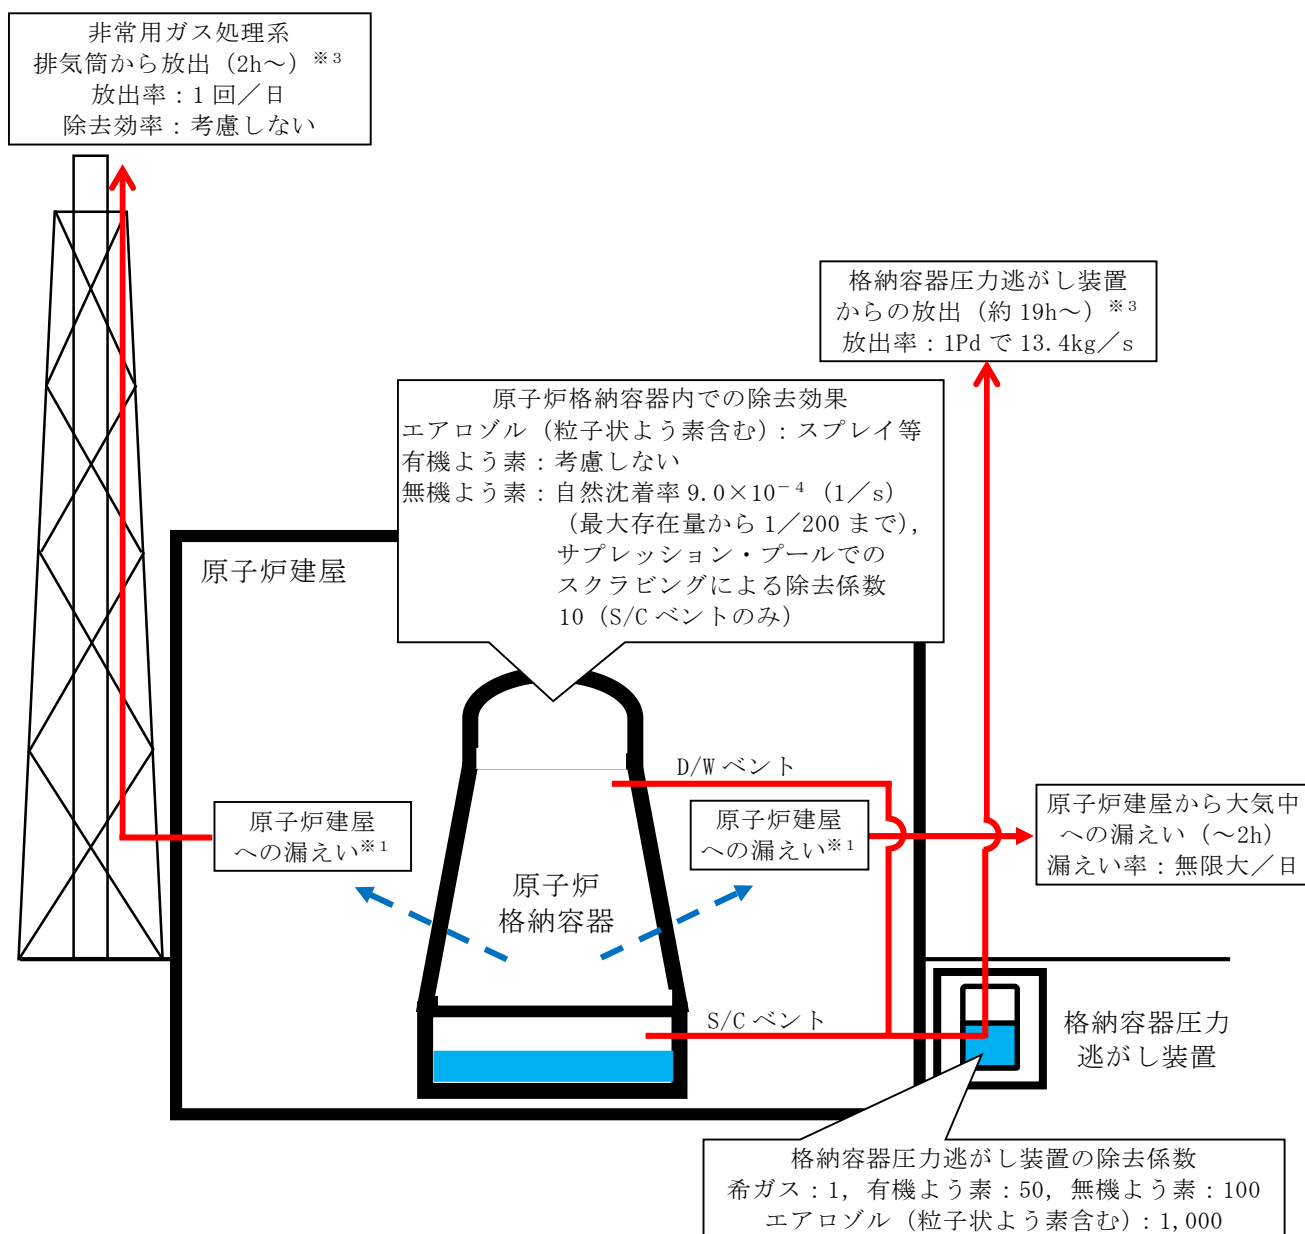 非常用ガス処理系
排気筒から放出（2h～）※3
放出率：1回／日
除去効率：考慮しない
格納容器圧力逃がし装置
からの放出（約19h～）※3
放出率：1Pdで13.4kg／s
原子炉格納容器内での除去効果
エアロゾル（粒子状よう素含む）：スプレイ等
有機よう素：考慮しない
無機よう素：自然沈着率9.0×10⁻⁴（1／s）
（最大存在量から1／200まで），
サプレッション・プールでの
スクラビングによる除去係数
10（S/Cベントのみ）
原子炉建屋
D/Wベント
原子炉建屋
への漏えい※1
原子炉建屋
への漏えい※1
原子炉建屋から大気中
への漏えい（～2h）
漏えい率：無限大／日
原子炉
格納容器
S/Cベント
格納容器圧力
逃がし装置
格納容器圧力逃がし装置の除去係数
希ガス：1，有機よう素：50，無機よう素：100
エアロゾル（粒子状よう素含む）：1,000